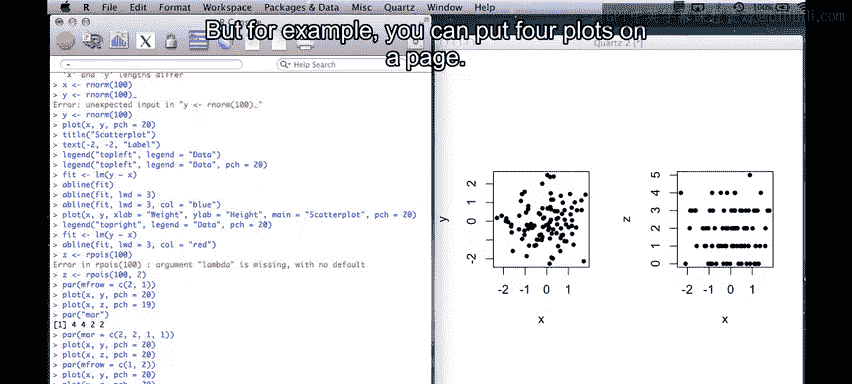 R File Edit Format Workspace Packages & Data Misc Quartz Window Help
100%
R Console
But for example, you can put four plots on
a page.
Quartz 2 [*]
Help Search
'x' and 'y' lengths differ
> x <- rnorm(100)
> y <- rnorm(100)_
Error: unexpected input in "y <- rnorm(100)_"
> y <- rnorm(100)
> plot(x, y, pch = 20)
> title("Scatterplot")
> text(-2, -2, "Label")
> legend("topleft", legend = "Data")
> legend("topleft", legend = "Data", pch = 20)
> fit <- lm(y ~ x)
> abline(fit)
> abline(fit, lwd = 3)
> abline(fit, lwd = 3, col = "blue")
> plot(x, y, xlab = "Weight", ylab = "Height", main = "Scatterplot", pch = 20)
> legend("topright", legend = "Data", pch = 20)
> fit <- lm(y ~ x)
> abline(fit, lwd = 3, col = "red")
> z <- rpois(100)
Error in rpois(100) : argument "lambda" is missing, with no default
> z <- rpois(100, 2)
> par(mfrow = c(2, 1))
> plot(x, y, pch = 20)
> plot(x, z, pch = 19)
> par("mar")
[1] 4 4 2 2
> par(mar = c(2, 2, 1, 1))
> plot(x, y, pch = 20)
> plot(x, z, pch = 20)
> par(mfrow = c(1, 2))
> plot(x, y, pch = 20)
y
2
1
0
-2
-2 -1 0 1
x
z
5
4
3
2
1
0
-2 -1 0 1
x